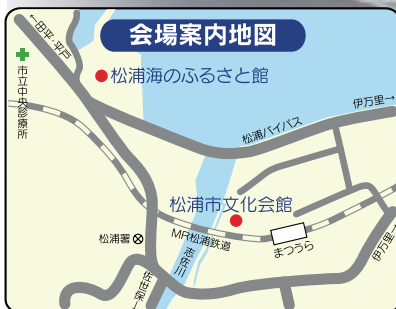 会場案内地図
←田平・平戸
市立中央診療所
松浦海のふるさと館
伊万里→
松浦バイパス
松浦市文化会館
松浦署
MR松浦鉄道
まつうら
志佐川
佐世保→
伊万里→